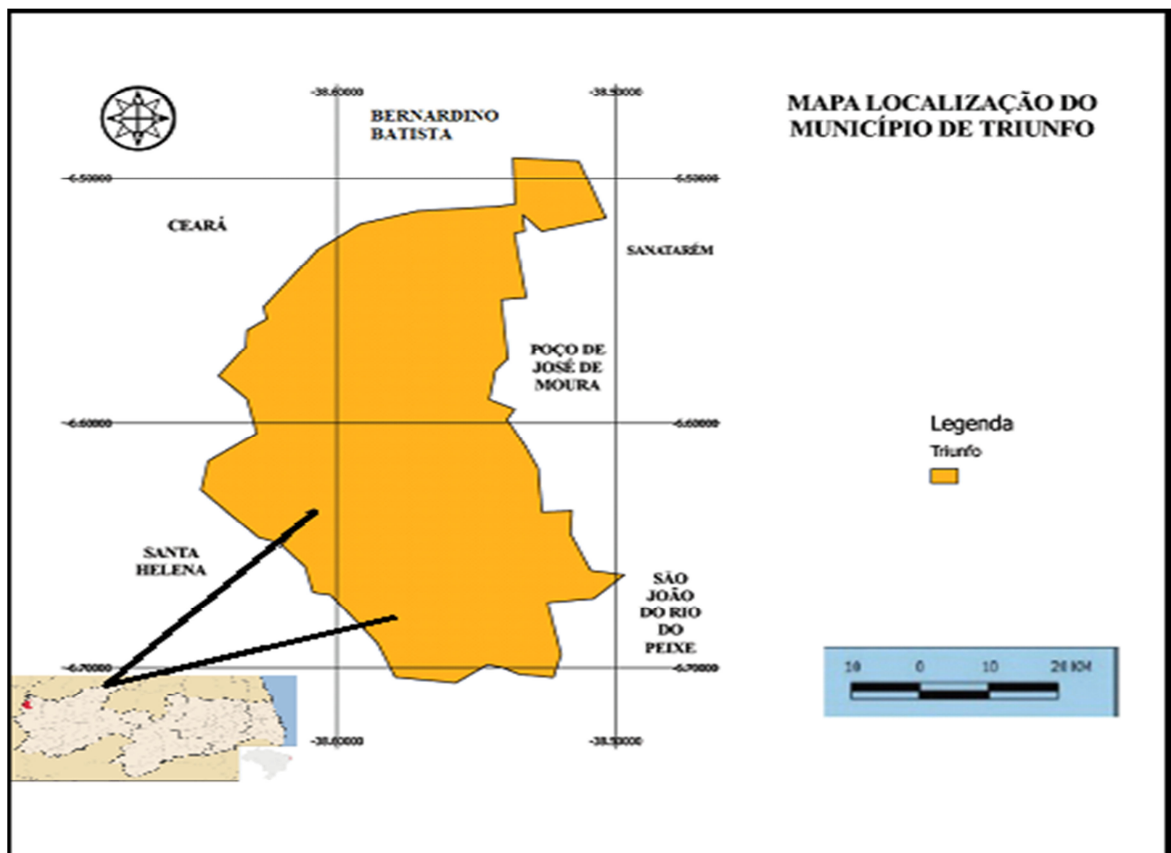 MAPA LOCALIZAÇÃO DO
MUNICÍPIO DE TRIUNFO
-38.60000
-38.50000
BERNARDINO
BATISTA
-6.50000
-6.50000
CEARÁ
SANATARÉM
POÇO DE
JOSÉ DE
MOURA
-6.60000
-6.60000
Legenda
Triunfo
SANTA
HELENA
SÃO
JOÃO
DO RIO
DO
PEIXE
-6.70000
-6.70000
10 0 10 20 KM
-38.60000
-38.50000